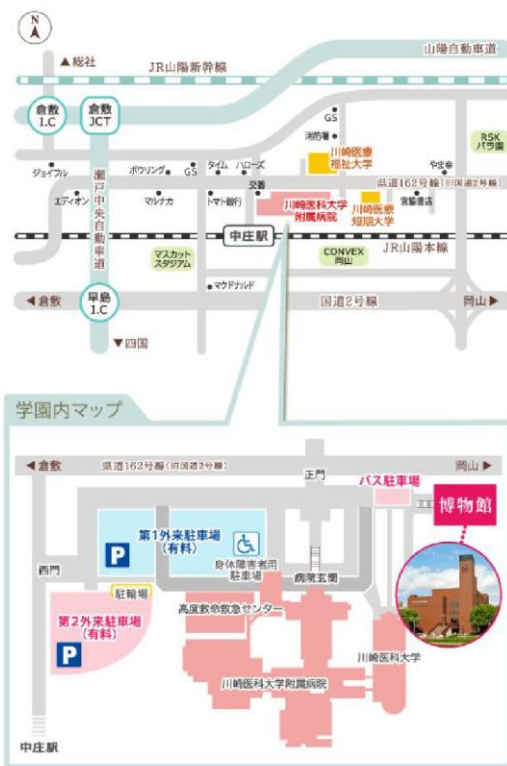 N
▲総社
JR山陽新幹線
山陽自動車道
倉敷
I.C
倉敷
JCT
GS
消防署
川崎医療
福祉大学
RSK
バラ園
ジョイフル
ボウリング
GS
タイム
ハローズ
交番
やま幸
県道162号線(旧国道2号線)
エディオン
瀬戸中央自動車道
マルナカ
トマト銀行
川崎医科大学
附属病院
川崎医療
短期大学
宮脇書店
中庄駅
JR山陽本線
マスカット
スタジアム
CONVEX
岡山
マクドナルド
◀倉敷
早島
I.C
国道2号線
岡山▶
▼四国
学園内マップ
◀倉敷
県道162号線(旧国道2号線)
正門
岡山▶
バス駐車場
博物館
第1外来駐車場
(有料)
P
西門
身体障害者用
駐車場
病院玄関
駐輪場
高度救命救急センター
第2外来駐車場
(有料)
P
川崎医科大学
川崎医科大学附属病院
中庄駅